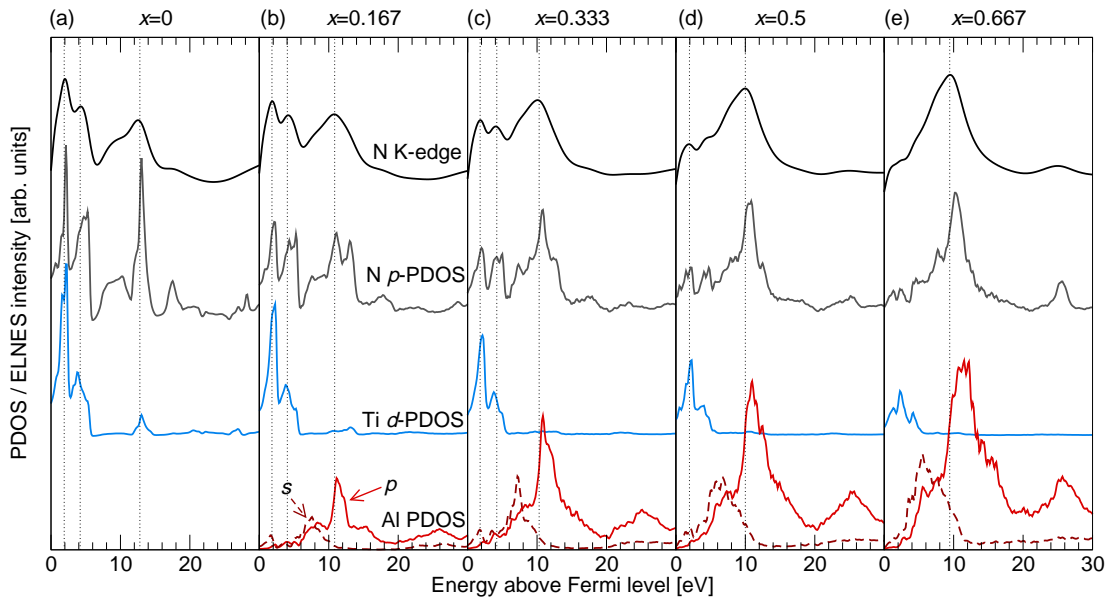 (a) x=0 (b) x=0.167 (c) x=0.333 (d) x=0.5 (e) x=0.667
PDOS / ELNES intensity [arb. units]
N K-edge
N p-PDOS
Ti d-PDOS
s
p
Al PDOS
0 10 20 0 10 20 0 10 20 0 10 20 0 10 20 30
Energy above Fermi level [eV]